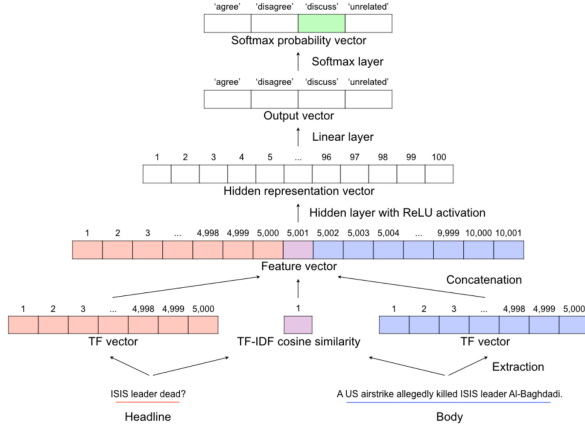 'agree' 'disagree' 'discuss' 'unrelated'
Softmax probability vector
Softmax layer
'agree' 'disagree' 'discuss' 'unrelated'
Output vector
Linear layer
1 2 3 4 5 ... 96 97 98 99 100
Hidden representation vector
Hidden layer with ReLU activation
1 2 3 ... 4,998 4,999 5,000 5,001 5,002 5,003 5,004 ... 9,999 10,000 10,001
Feature vector
Concatenation
1 2 3 ... 4,998 4,999 5,000 1 1 2 3 ... 4,998 4,999 5,000
TF vector TF-IDF cosine similarity TF vector
Extraction
ISIS leader dead? A US airstrike allegedly killed ISIS leader Al-Baghdadi.
Headline Body